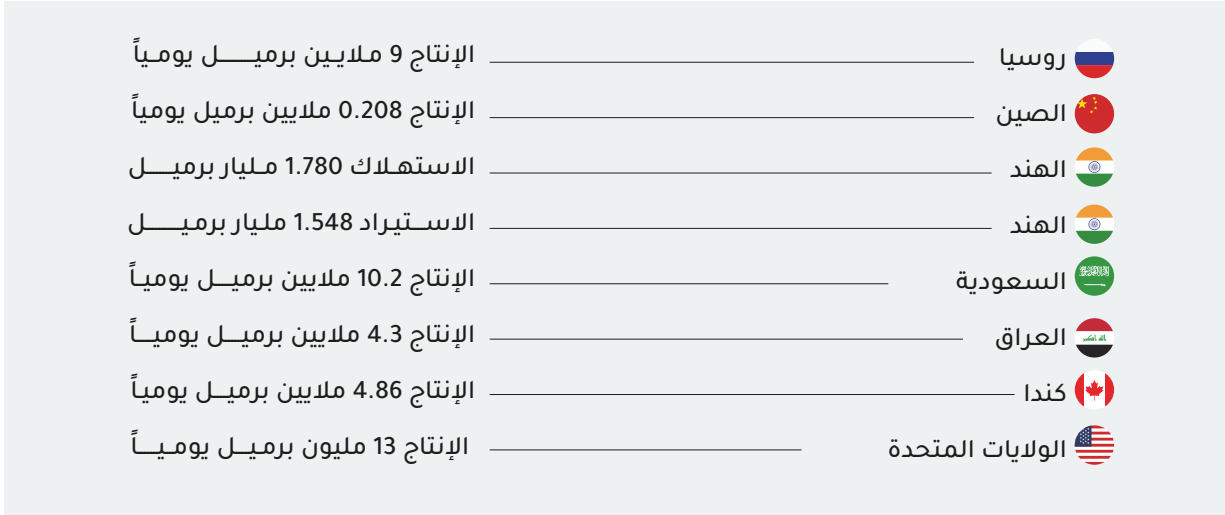 روسيا الإنتاج 9 ملايين برميل يومياً
الصين الإنتاج 0.208 ملايين برميل يومياً
الهند الاستهلاك 1.780 مليار برميل
الهند الاستيراد 1.548 مليار برميل
السعودية الإنتاج 10.2 ملايين برميل يومياً
العراق الإنتاج 4.3 ملايين برميل يومياً
كندا الإنتاج 4.86 ملايين برميل يومياً
الولايات المتحدة الإنتاج 13 مليون برميل يومياً